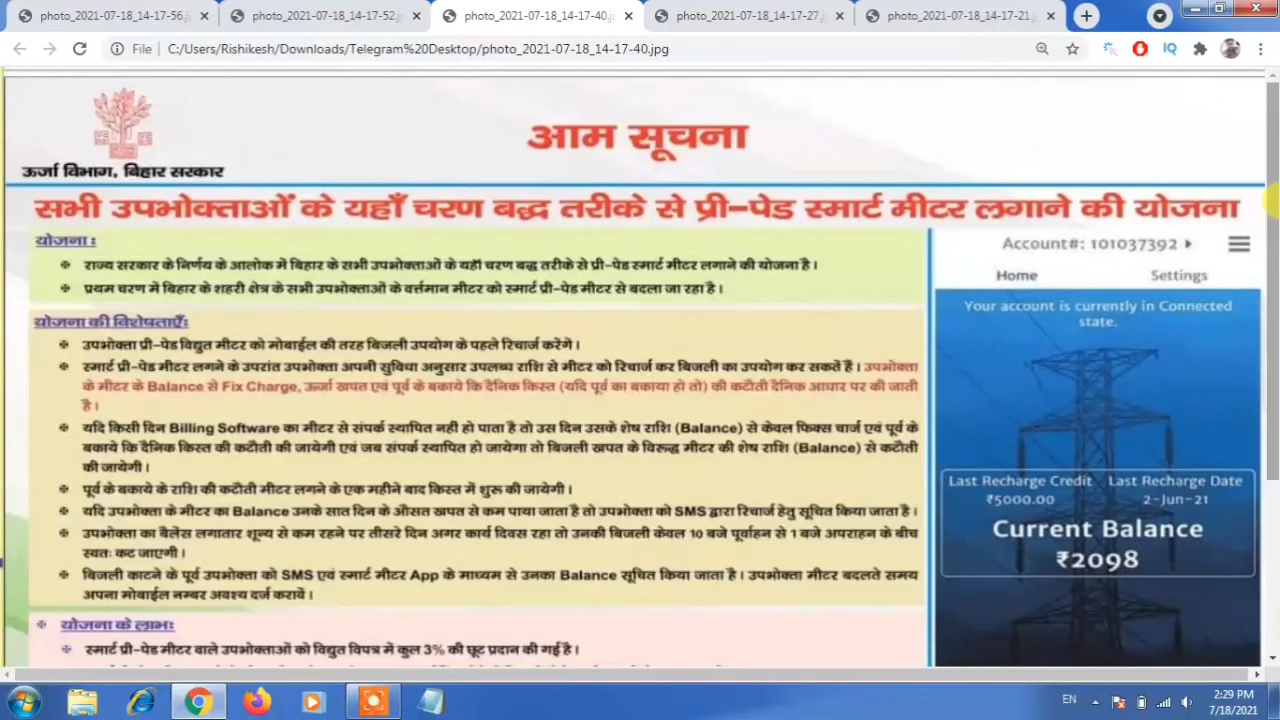 photo_2021-07-18_14-17-56.j
photo_2021-07-18_14-17-52.j
photo_2021-07-18_14-17-40.j
photo_2021-07-18_14-17-27.j
photo_2021-07-18_14-17-21.j
File | C:/Users/Rishikesh/Downloads/Telegram%20Desktop/photo_2021-07-18_14-17-40.jpg
IQ
ऊर्जा विभाग, बिहार सरकार
आम सूचना
सभी उपभोक्ताओं के यहाँ चरण बद्ध तरीके से प्री-पेड स्मार्ट मीटर लगाने की योजना
योजना :
राज्य सरकार के निर्णय के आलोक में बिहार के सभी उपभोक्ताओं के यहाँ चरण बद्ध तरीके से प्री-पेड स्मार्ट मीटर लगाने की योजना है।
प्रथम चरण में बिहार के शहरी क्षेत्र के सभी उपभोक्ताओं के वर्त्तमान मीटर को स्मार्ट प्री-पेड मीटर से बदला जा रहा है।
योजना की विशेषताएँ:
उपभोक्ता प्री-पेड विद्युत मीटर को मोबाईल की तरह बिजली उपयोग के पहले रिचार्ज करेंगे।
स्मार्ट प्री-पेड मीटर लगने के उपरांत उपभोक्ता अपनी सुविधा अनुसार उपलब्ध राशि से मीटर को रिचार्ज कर बिजली का उपयोग कर सकते हैं। उपभोक्ता
के मीटर के Balance से Fix Charge, ऊर्जा खपत एवं पूर्व के बकाये कि दैनिक किस्त (यदि पूर्व का बकाया हो तो) की कटौती दैनिक आधार पर की जाती
है।
यदि किसी दिन Billing Software का मीटर से संपर्क स्थापित नही हो पाता है तो उस दिन उसके शेष राशि (Balance) से केवल फिक्स चार्ज एवं पूर्व के
बकाये कि दैनिक किस्त की कटौती की जायेगी एवं जब संपर्क स्थापित हो जायेगा तो बिजली खपत के विरूद्ध मीटर की शेष राशि (Balance) से कटौती
की जायेगी।
पूर्व के बकाये के राशि की कटौती मीटर लगने के एक महीने बाद किस्त में शुरू की जायेगी।
यदि उपभोक्ता के मीटर का Balance उनके सात दिन के औसत खपत से कम पाया जाता है तो उपभोक्ता को SMS द्वारा रिचार्ज हेतु सूचित किया जाता है।
उपभोक्ता का बैलेंस लगातार शून्य से कम रहने पर तीसरे दिन अगर कार्य दिवस रहा तो उनकी बिजली केवल 10 बजे पूर्वाहन से 1 बजे अपराहन के बीच
स्वतः कट जाएगी।
बिजली काटने के पूर्व उपभोक्ता को SMS एवं स्मार्ट मीटर App के माध्यम से उनका Balance सूचित किया जाता है। उपभोक्ता मीटर बदलते समय
अपना मोबाईल नम्बर अवश्य दर्ज करावें।
योजना के लाभः
स्मार्ट प्री-पेड मीटर वाले उपभोक्ताओं को विद्युत विपत्र में कुल 3% की छूट प्रदान की गई है।
Account#: 101037392
Home Settings
Your account is currently in Connected
state.
Last Recharge Credit Last Recharge Date
₹5000.00 2-Jun-21
Current Balance
₹2098
EN
2:29 PM
7/18/2021